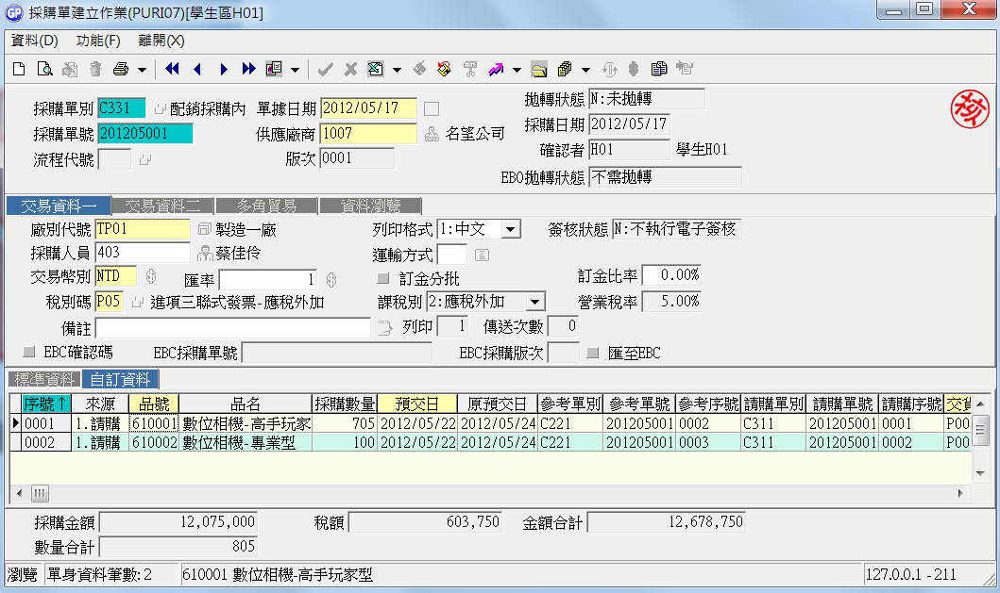 採購單建立作業(PURI07)[學生區H01]
資料(D) 功能(F) 離開(X)
採購單別 C331 配銷採購內 單據日期 2012/05/17 拋轉狀態 N:未拋轉
採購單號 201205001 供應廠商 1007 名望公司 採購日期 2012/05/17
流程代號 版次 0001 確認者 H01 學生H01
EBO拋轉狀態 不需拋轉
交易資料一 交易資料二 多角貿易 資料瀏覽
廠別代號 TP01 製造一廠 列印格式 1:中文 簽核狀態 N:不執行電子簽核
採購人員 403 蔡佳伶 運輸方式
交易幣別 NTD 匯率 1 訂金分批 訂金比率 0.00%
稅別碼 P05 進項三聯式發票-應稅外加 課稅別 2:應稅外加 營業稅率 5.00%
備註 列印 1 傳送次數 0
EBC確認碼 EBC採購單號 EBC採購版次 匯至EBC
標準資料 自訂資料
序號↑ 來源 品號 品名 採購數量 預交日 原預交日 參考單別 參考單號 參考序號 請購單別 請購單號 請購序號 交貨
0001 1.請購 610001 數位相機-高手玩家 705 2012/05/22 2012/05/24 C221 201205001 0002 C311 201205001 0001 P00
0002 1.請購 610002 數位相機-專業型 100 2012/05/22 2012/05/24 C221 201205001 0003 C311 201205001 0002 P00
採購金額 12,075,000 稅額 603,750 金額合計 12,678,750
數量合計 805
瀏覽 單身資料筆數: 2 610001 數位相機-高手玩家型 127.0.0.1 - 211